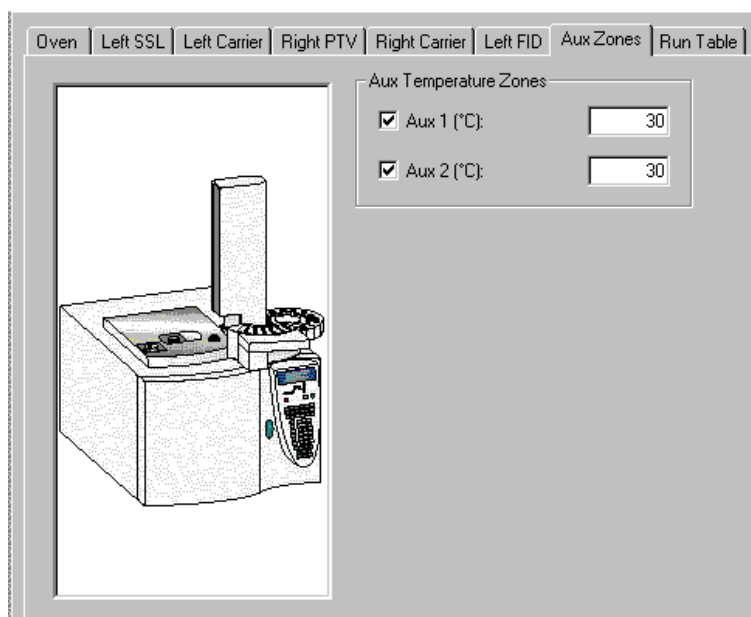 Oven Left SSL Left Carrier Right PTV Right Carrier Left FID Aux Zones Run Table
Aux Temperature Zones
Aux 1 (°C): 30
Aux 2 (°C): 30